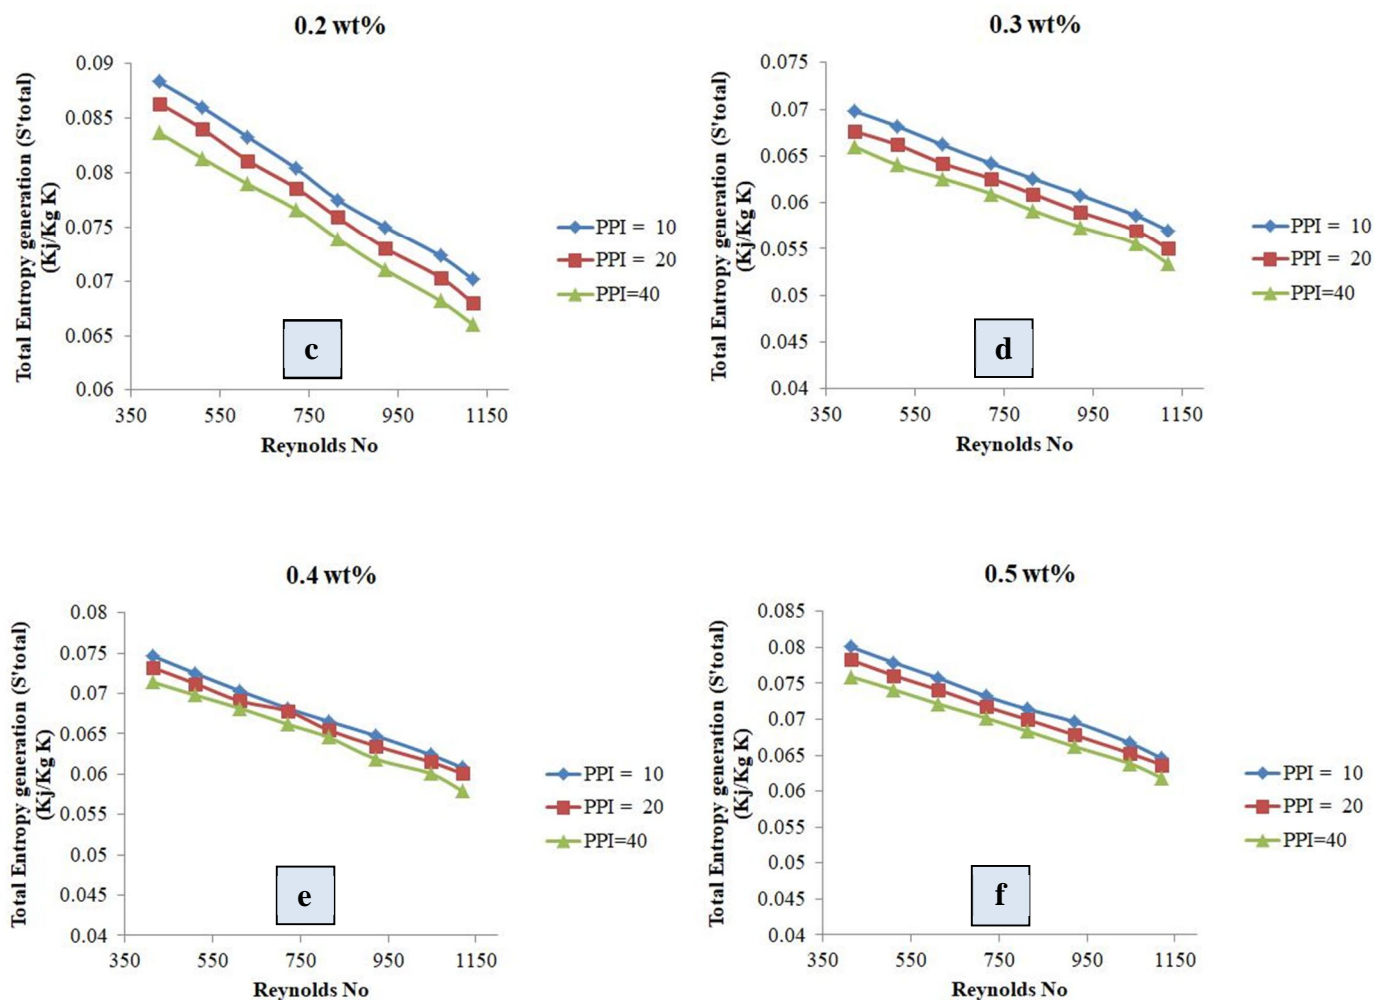 0.2 wt%
Total Entropy generation (S'total)
(Kj/Kg K)
0.09
0.085
0.08
0.075
0.07
0.065
0.06
350
550
750
950
1150
Reynolds No
PPI = 10
PPI = 20
PPI=40
c
0.3 wt%
Total Entropy generation (S'total)
(Kj/Kg K)
0.075
0.07
0.065
0.06
0.055
0.05
0.045
0.04
350
550
750
950
1150
Reynolds No
PPI = 10
PPI = 20
PPI=40
d
0.4 wt%
Total Entropy generation (S'total)
(Kj/Kg K)
0.08
0.075
0.07
0.065
0.06
0.055
0.05
0.045
0.04
350
550
750
950
1150
Reynolds No
PPI = 10
PPI = 20
PPI=40
e
0.5 wt%
Total Entropy generation (S'total)
(Kj/Kg K)
0.085
0.08
0.075
0.07
0.065
0.06
0.055
0.05
0.045
0.04
350
550
750
950
1150
Reynolds No
PPI = 10
PPI = 20
PPI=40
f